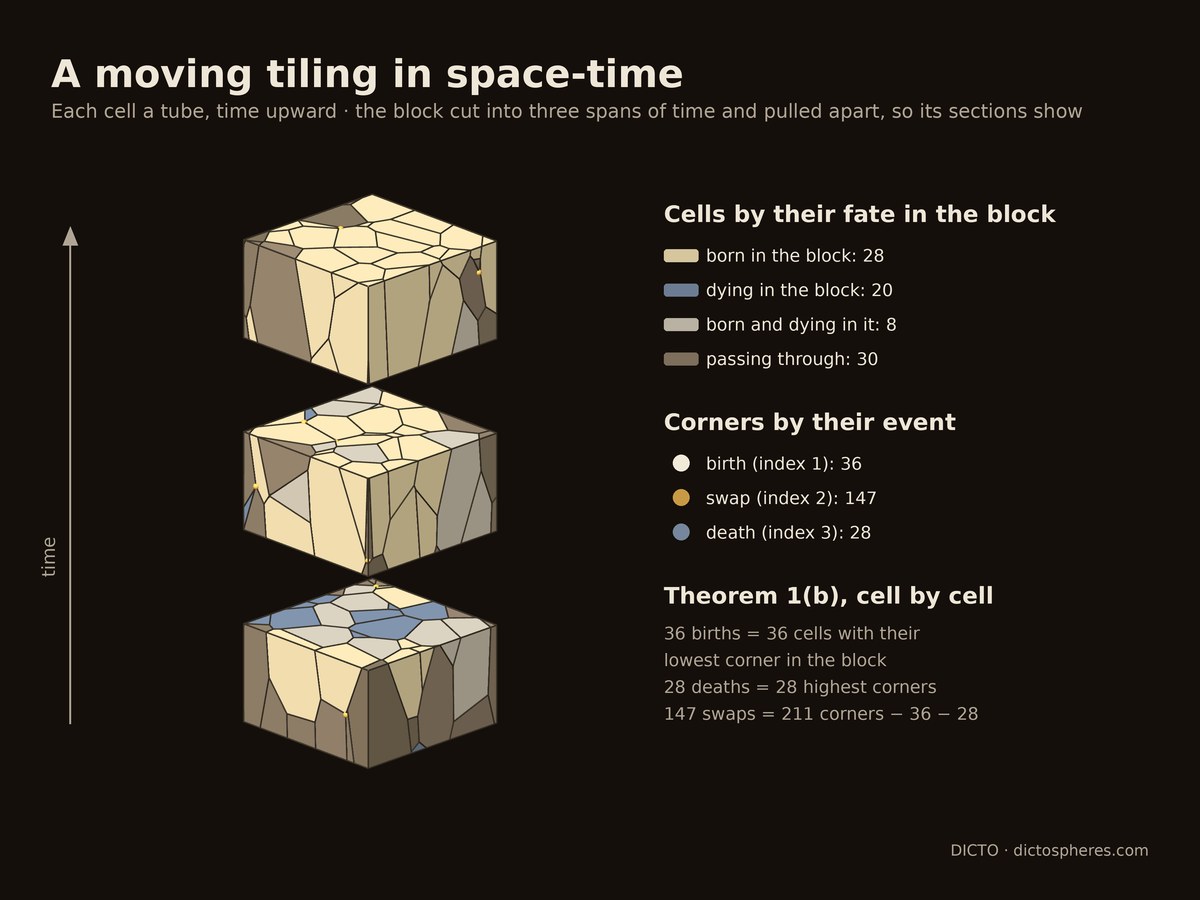 A moving tiling in space-time
Each cell a tube, time upward · the block cut into three spans of time and pulled apart, so its sections show
time
Cells by their fate in the block
born in the block: 28
dying in the block: 20
born and dying in it: 8
passing through: 30
Corners by their event
birth (index 1): 36
swap (index 2): 147
death (index 3): 28
Theorem 1(b), cell by cell
36 births = 36 cells with their
lowest corner in the block
28 deaths = 28 highest corners
147 swaps = 211 corners − 36 − 28
DICTO · dictospheres.com